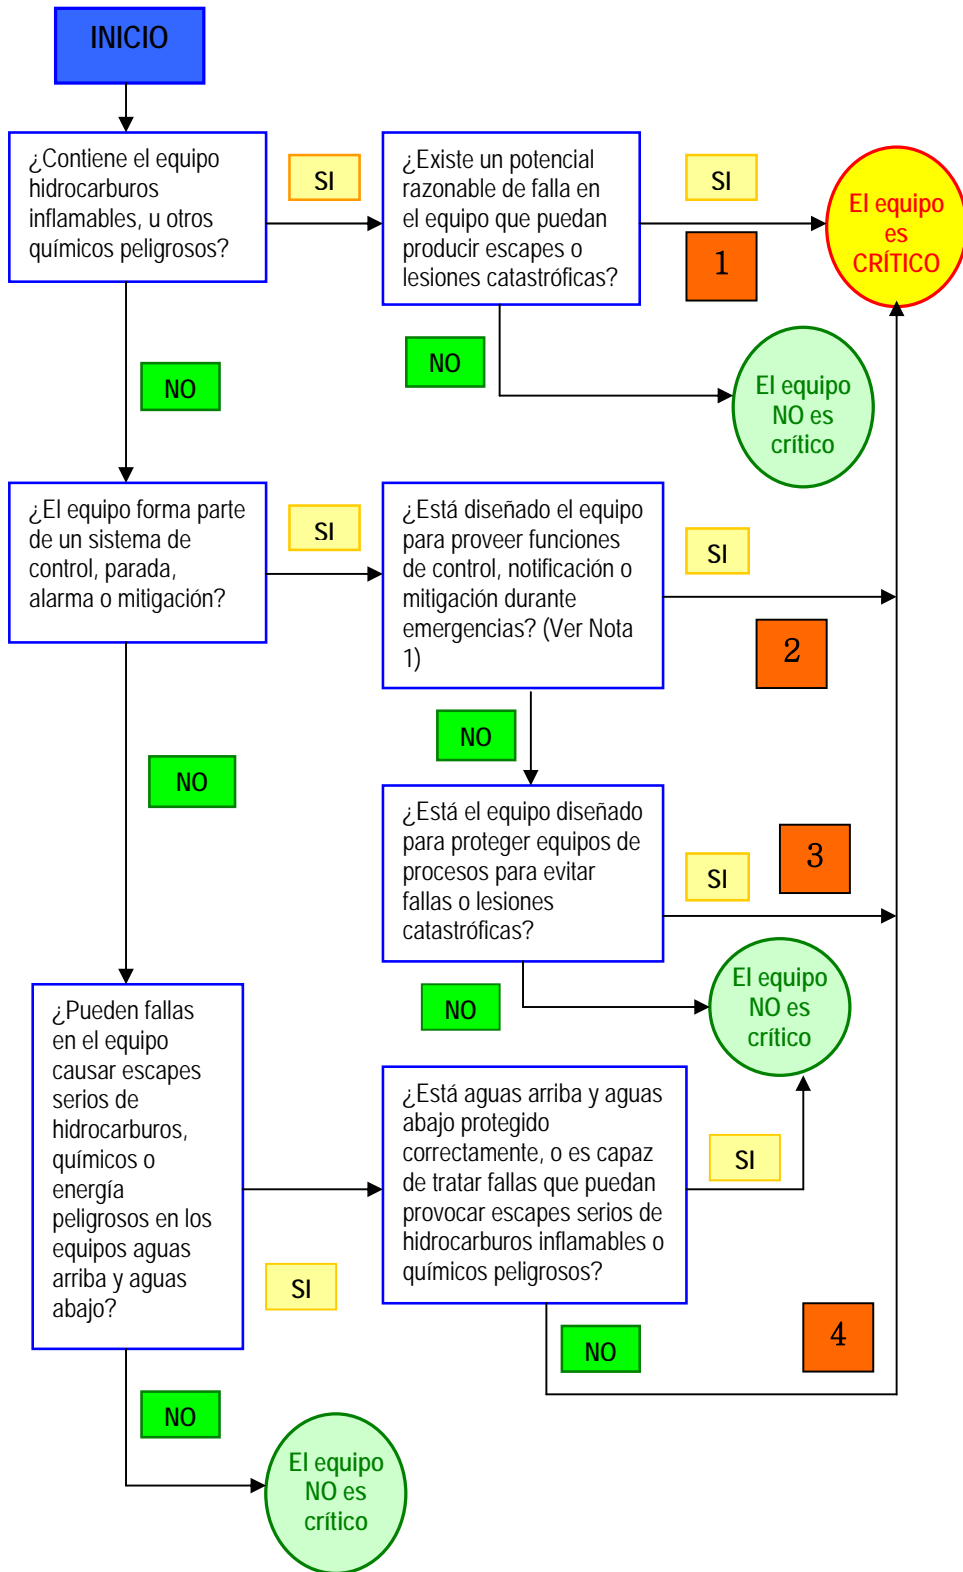 INICIO
¿Contiene el equipo
hidrocarburos
inflamables, u otros
químicos peligrosos?
SI
¿Existe un potencial
razonable de falla en
el equipo que puedan
producir escapes o
lesiones catastróficas?
SI
1
El equipo
es
CRÍTICO
NO
NO
El equipo
NO es
crítico
¿El equipo forma parte
de un sistema de
control, parada,
alarma o mitigación?
SI
¿Está diseñado el equipo
para proveer funciones
de control, notificación o
mitigación durante
emergencias? (Ver Nota
1)
SI
2
NO
NO
¿Está el equipo diseñado
para proteger equipos de
procesos para evitar
fallas o lesiones
catastróficas?
SI
3
NO
El equipo
NO es
crítico
¿Pueden fallas
en el equipo
causar escapes
serios de
hidrocarburos,
químicos o
energía
peligrosos en los
equipos aguas
arriba y aguas
abajo?
SI
¿Está aguas arriba y aguas
abajo protegido
correctamente, o es capaz
de tratar fallas que puedan
provocar escapes serios de
hidrocarburos inflamables o
químicos peligrosos?
SI
NO
4
NO
El equipo
NO es
crítico